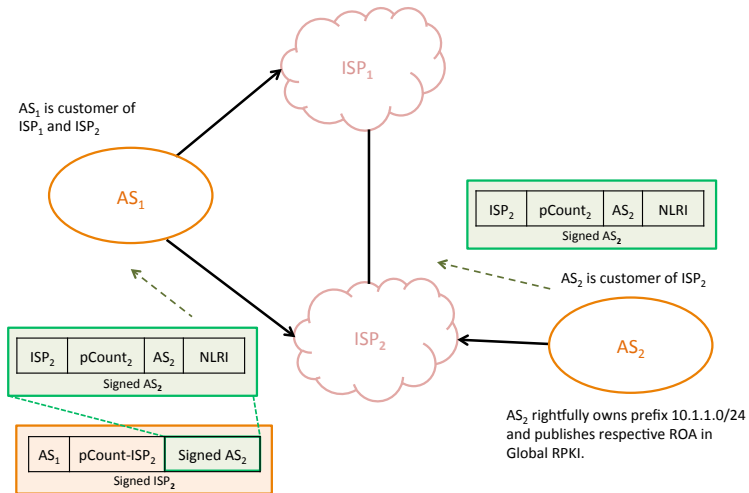 ISP₁
AS₁ is customer of
ISP₁ and ISP₂
AS₁
ISP₂ pCount₂ AS₂ NLRI
Signed AS₂
AS₂ is customer of ISP₂
ISP₂
AS₂
ISP₂ pCount₂ AS₂ NLRI
Signed AS₂
AS₂ rightfully owns prefix 10.1.1.0/24
and publishes respective ROA in
Global RPKI.
AS₁ pCount-ISP₂ Signed AS₂
Signed ISP₂